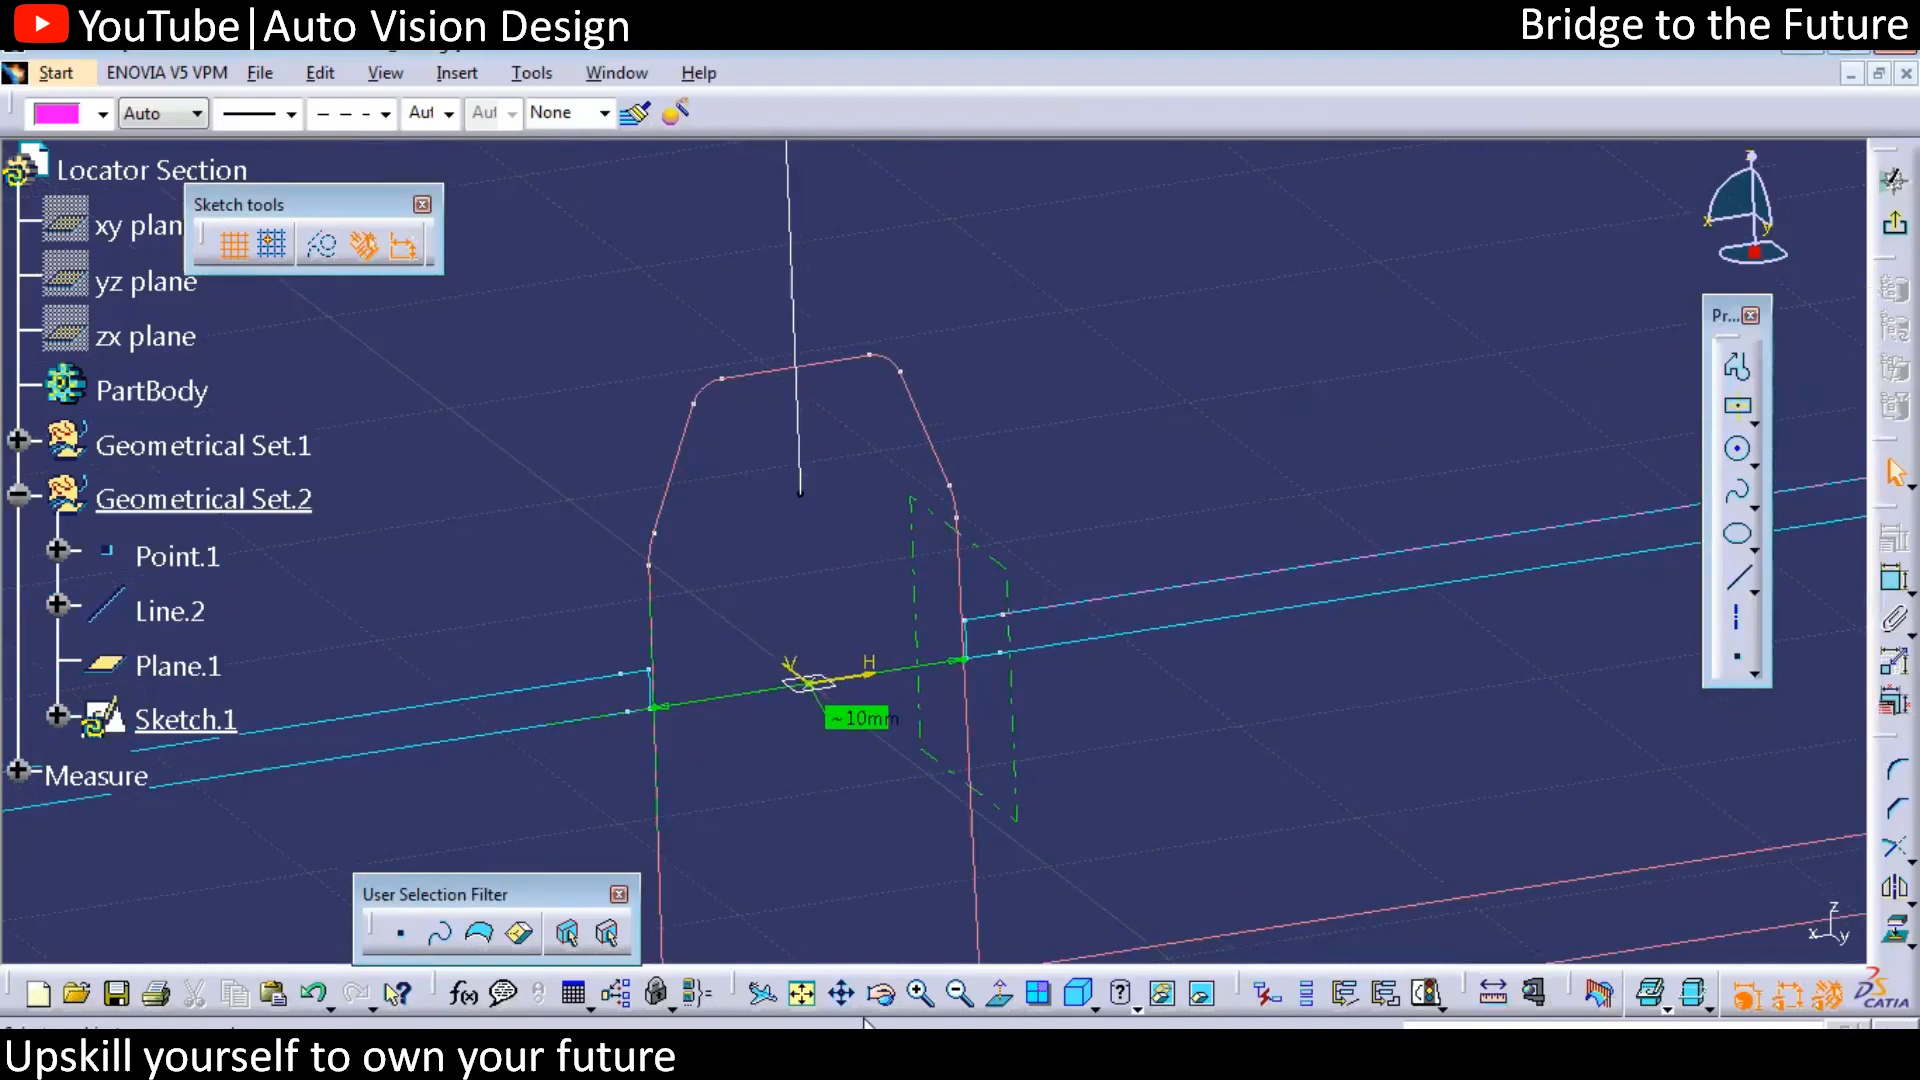 YouTube|Auto Vision Design
Bridge to the Future
Start ENOVIA V5 VPM File Edit View Insert Tools Window Help
Auto Aut Aut None
Locator Section
Sketch tools
xy plan
yz plane
zx plane
PartBody
Geometrical Set.1
Geometrical Set.2
Point.1
Line.2
Plane.1
Sketch.1
Measure
z
x
y
Pr...
V
H
~10mm
User Selection Filter
z
x
y
f(x)
DS
CATIA
Upskill yourself to own your future